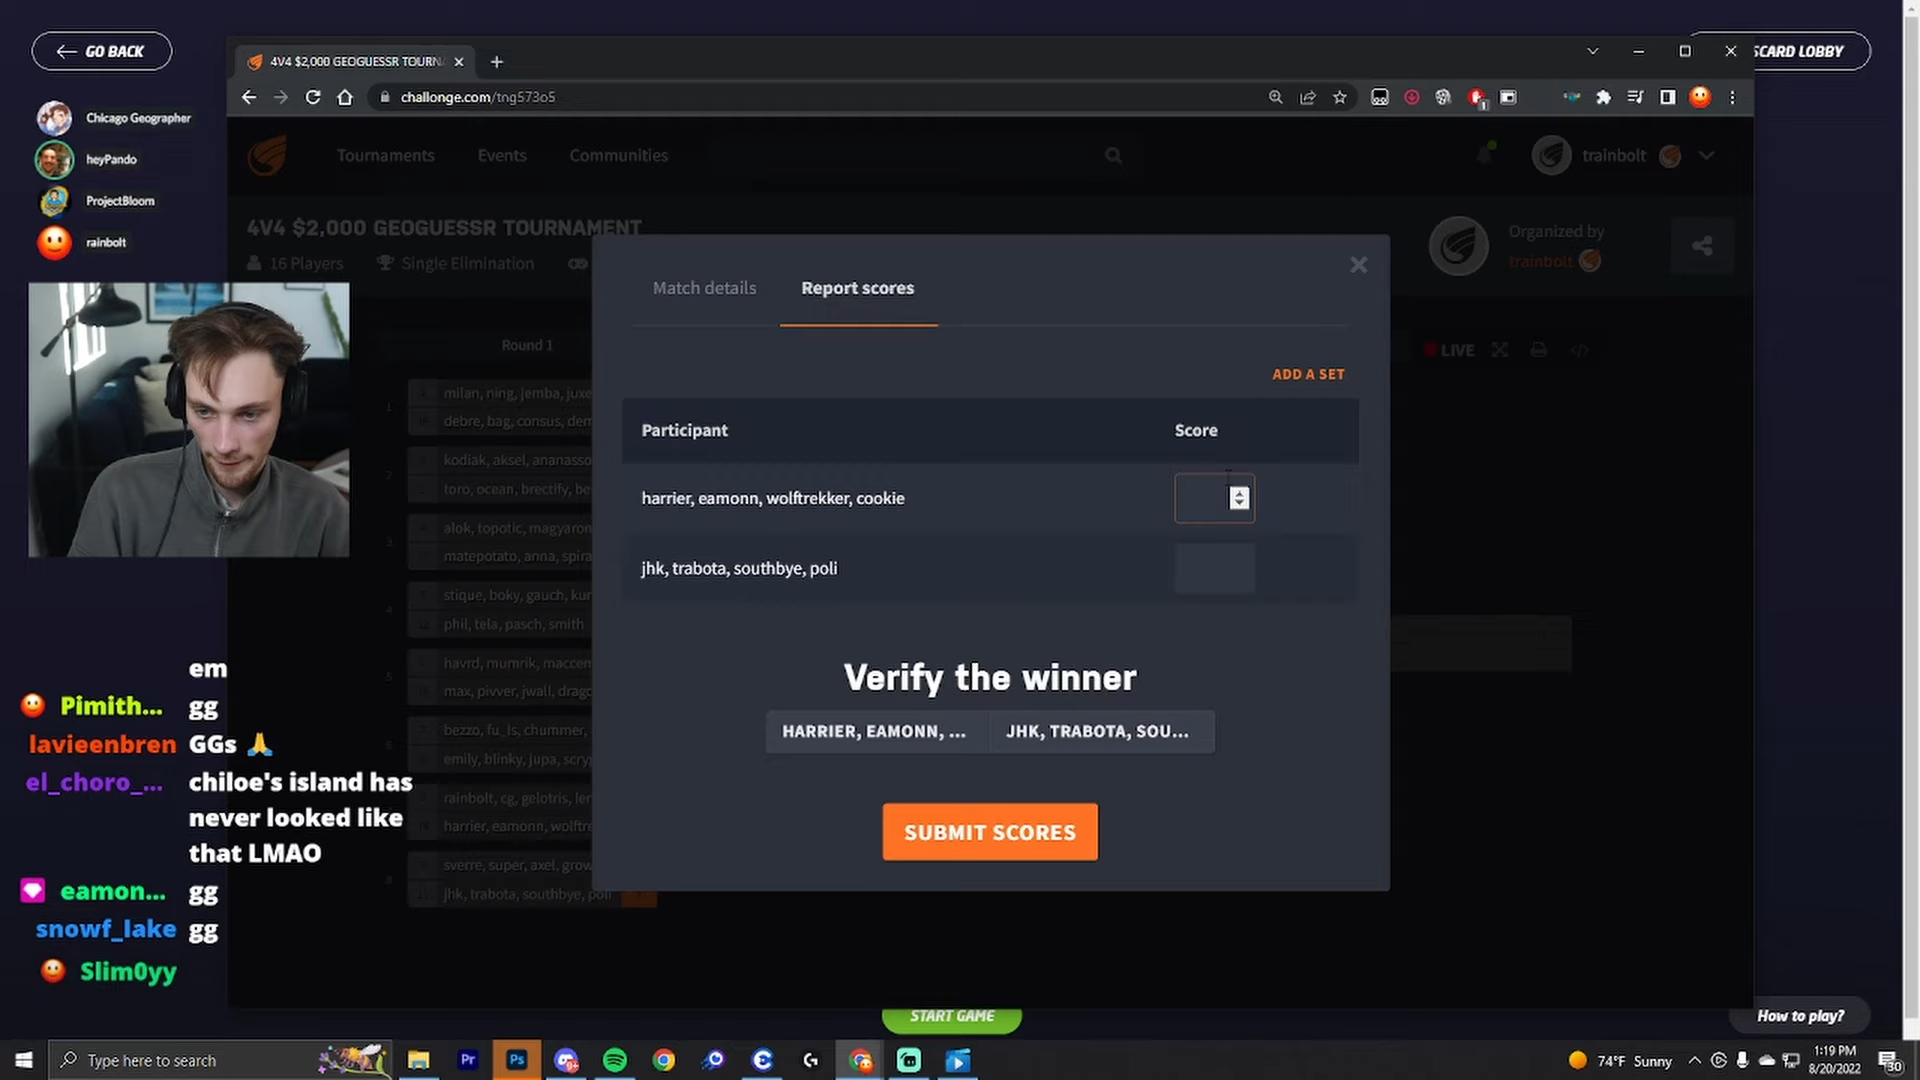 GO BACK
Chicago Geographer
heyPando
ProjectBloom
rainbolt
4V4 $2,000 GEOGUESSR TOURN
challonge.com/tng573o5
SCARD LOBBY
Tournaments
Events
Communities
trainbolt
4V4 $2,000 GEOGUESSR TOURNAMENT
16 Players
Single Elimination
Organized by
trainbolt
Round 1
LIVE
milan, ning, jemba, juxe
debre, bag, consus, dem
kodiak, aksel, ananasso
toro, ocean, brectify, be
alok, topotic, magyaron
matepotato, anna, spira
stique, boky, gauch, kur
phil, tela, pasch, smith
havrd, mumrik, maccem
max, pivver, jwall, drago
bezzo, fu_ls, chummer,
emily, blinky, jupa, scry
rainbolt, cg, gelotris, ler
harrier, eamonn, wolftre
sverre, super, axel, grow
jhk, trabota, southbye, poli
Match details
Report scores
ADD A SET
Participant
Score
harrier, eamonn, wolftrekker, cookie
jhk, trabota, southbye, poli
Verify the winner
HARRIER, EAMONN, ...
JHK, TRABOTA, SOU...
SUBMIT SCORES
em
Pimith... gg
lavieenbren GGs 🙏
el_choro_... chiloe's island has
never looked like
that LMAO
eamon... gg
snowf_lake gg
Slim0yy
START GAME
How to play?
Type here to search
Pr
Ps
74°F Sunny
1:19 PM
8/20/2022
30